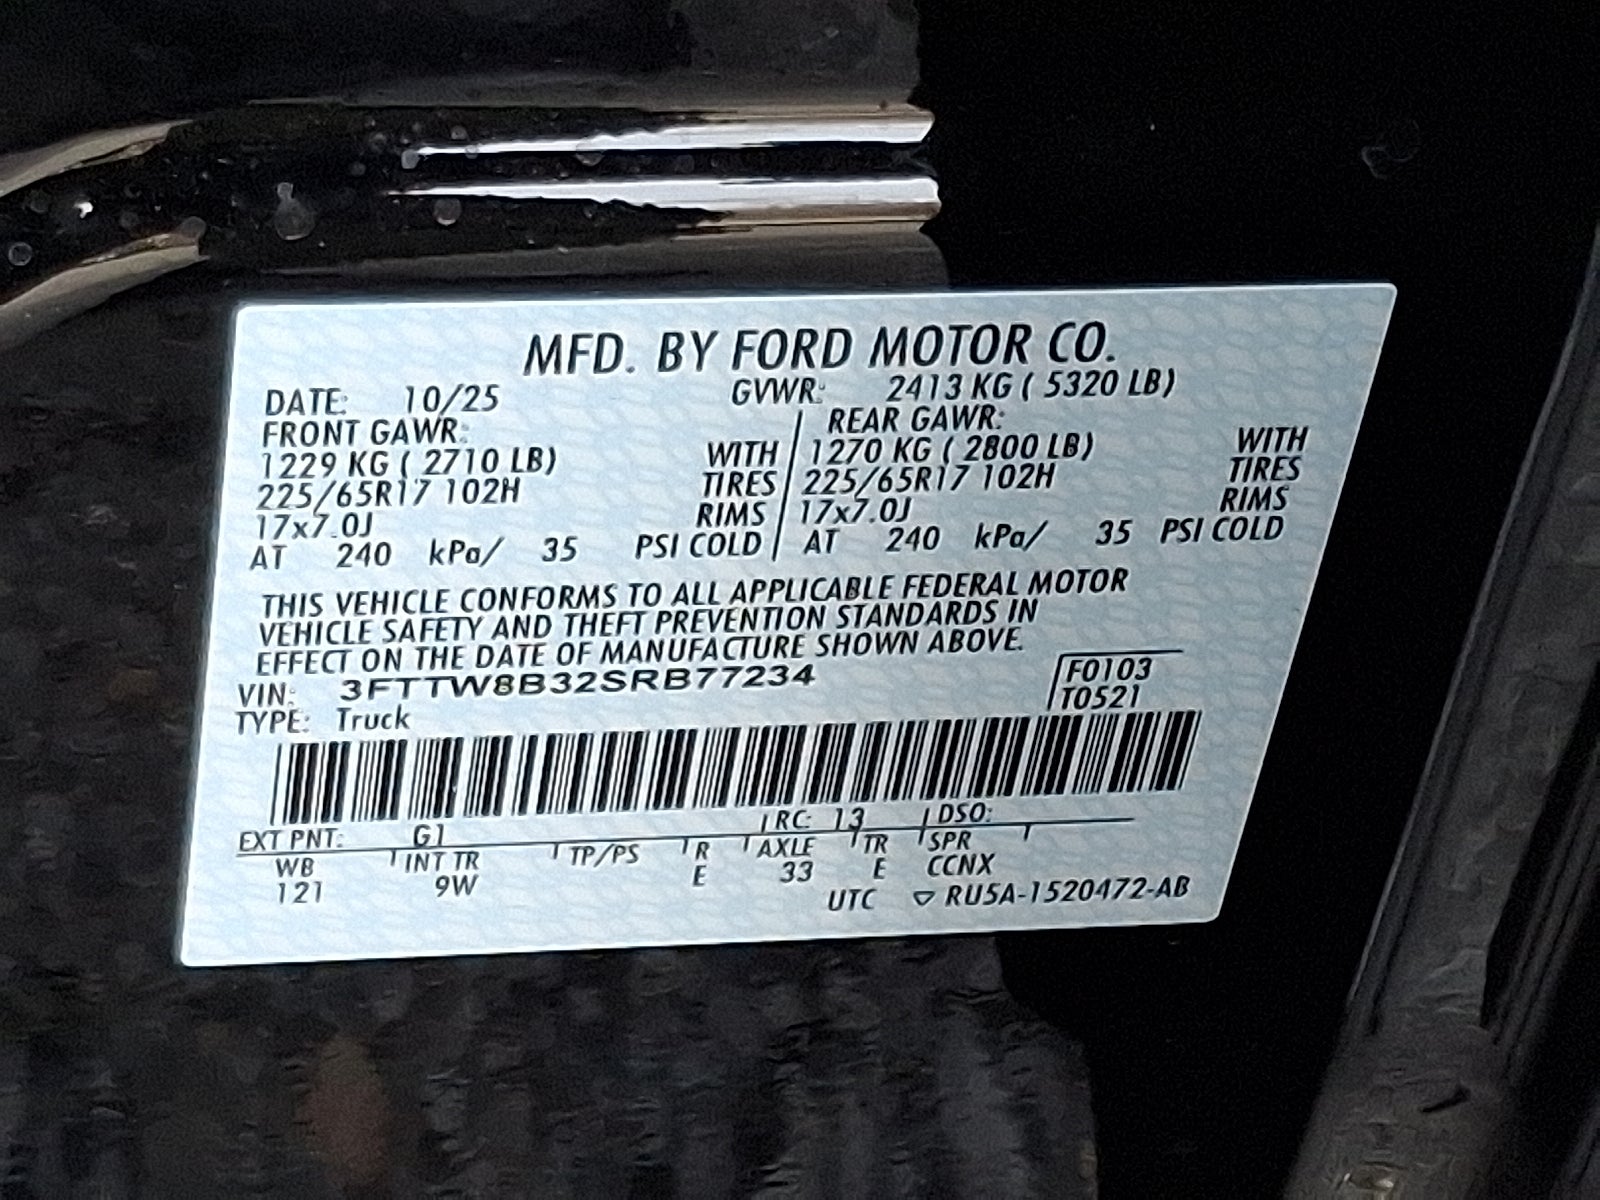 MFD. BY FORD MOTOR CO.
DATE: 10/25 GVWR: 2413 KG ( 5320 LB)
FRONT GAWR: REAR GAWR:
1229 KG ( 2710 LB) WITH 1270 KG ( 2800 LB) WITH
225/65R17 102H TIRES 225/65R17 102H TIRES
17x7.0J RIMS 17x7.0J RIMS
AT 240 kPa/ 35 PSI COLD AT 240 kPa/ 35 PSI COLD
THIS VEHICLE CONFORMS TO ALL APPLICABLE FEDERAL MOTOR
VEHICLE SAFETY AND THEFT PREVENTION STANDARDS IN
EFFECT ON THE DATE OF MANUFACTURE SHOWN ABOVE.
VIN: 3FTTW8B32SRB77234 F0103
TYPE: Truck T0521
EXT PNT: G1 RC: 13 DSO:
WB INT TR TP/PS R AXLE TR SPR
121 9W E 33 E CCNX
UTC ▽ RU5A-1520472-AB